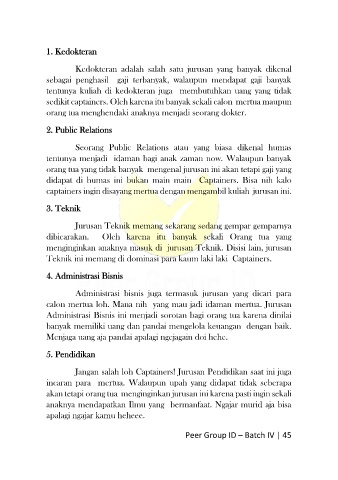 1. Kedokteran
Kedokteran adalah salah satu jurusan yang banyak dikenal
sebagai penghasil gaji terbanyak, walaupun mendapat gaji banyak
tentunya kuliah di kedokteran juga membutuhkan uang yang tidak
sedikit captainers. Oleh karena itu banyak sekali calon mertua maupun
orang tua menghendaki anaknya menjadi seorang dokter.
2. Public Relations
Seorang Public Relations atau yang biasa dikenal humas
tentunya menjadi idaman bagi anak zaman now. Walaupun banyak
orang tua yang tidak banyak mengenal jurusan ini akan tetapi gaji yang
didapat di humas ini bukan main main Captainers. Bisa nih kalo
captainers ingin disayang mertua dengan mengambil kuliah jurusan ini.
3. Teknik
Jurusan Teknik memang sekarang sedang gempar gemparnya
dibicarakan. Oleh karena itu banyak sekali Orang tua yang
menginginkan anaknya masuk di jurusan Teknik. Disisi lain, jurusan
Teknik ini memang di dominasi para kaum laki laki Captainers.
4. Administrasi Bisnis
Administrasi bisnis juga termasuk jurusan yang dicari para
calon mertua loh. Mana nih yang mau jadi idaman mertua. Jurusan
Administrasi Bisnis ini menjadi sorotan bagi orang tua karena dinilai
banyak memiliki uang dan pandai mengelola keuangan dengan baik.
Menjaga uang aja pandai apalagi ngejagain doi hehe.
5. Pendidikan
Jangan salah loh Captainers! Jurusan Pendidikan saat ini juga
incaran para mertua. Walaupun upah yang didapat tidak seberapa
akan tetapi orang tua menginginkan jurusan ini karena pasti ingin sekali
anaknya mendapatkan Ilmu yang bermanfaat. Ngajar murid aja bisa
apalagi ngajar kamu heheee.
Peer Group ID – Batch IV | 45